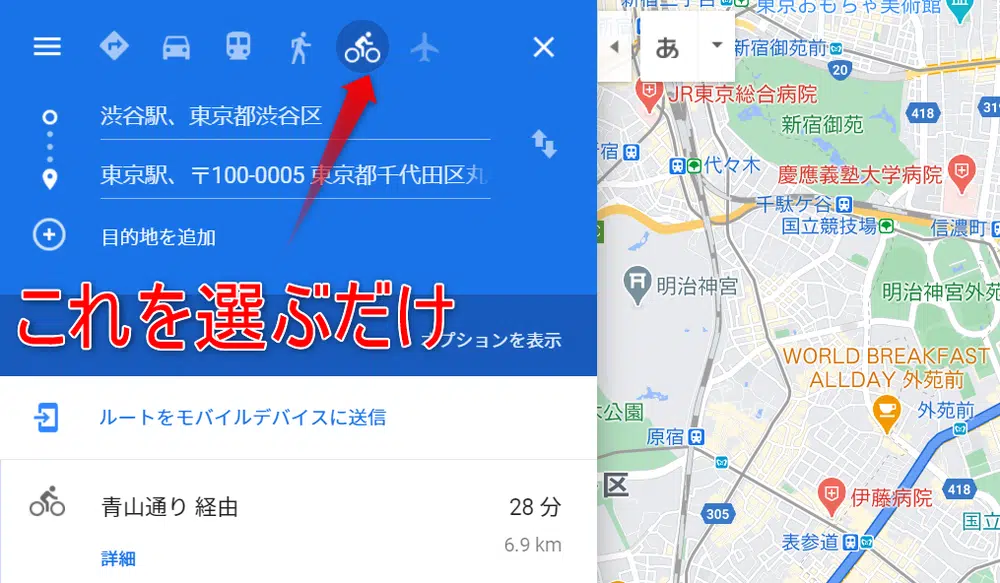 渋谷駅、東京都渋谷区
東京駅、〒100-0005 東京都千代田区丸
目的地を追加
これを選ぶだけ
プションを表示
ルートをモバイルデバイスに送信
青山通り 経由
28 分
6.9 km
詳細
東京おもちゃ美術館
あ
新宿御苑前
20
JR東京総合病院
418
319
新宿御苑
宿
代々木
慶應義塾大学病院
千駄ケ谷
国立競技場
信濃町
明治神宮
明治神宮外苑
WORLD BREAKFAST
ALLDAY 外苑前
外苑前
公園
原宿
区
418
伊藤病院
305
国立
表参道